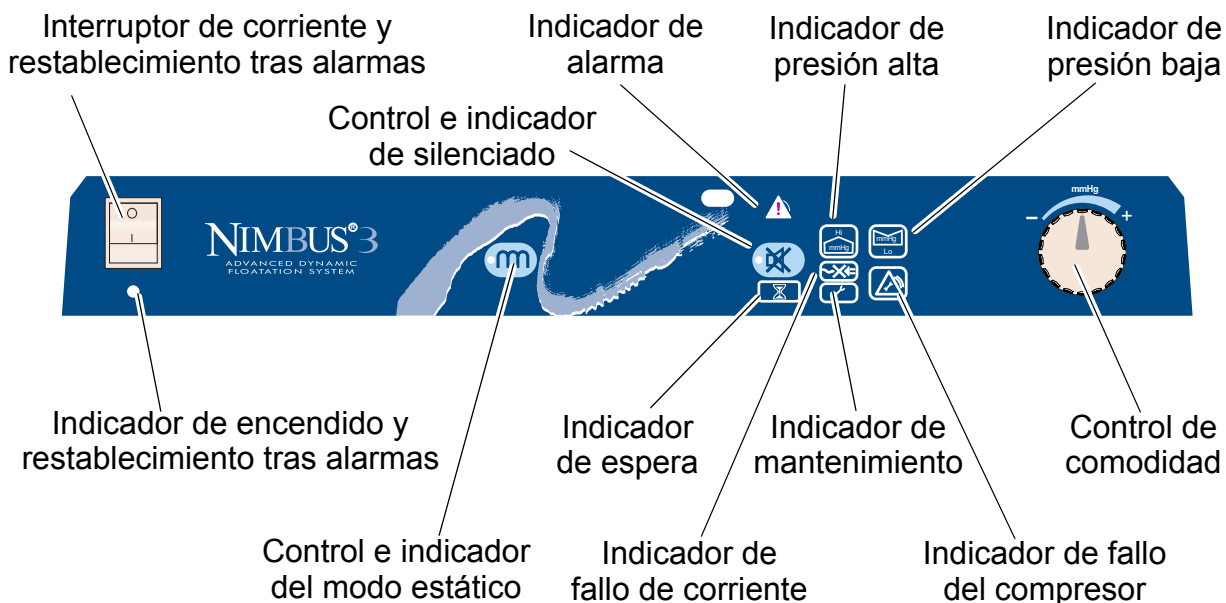 Interruptor de corriente y
restablecimiento tras alarmas
Indicador de
alarma
Indicador de
presión alta
Indicador de
presión baja
Control e indicador
de silenciado
O
I
NIMBUS® 3
ADVANCED DYNAMIC
FLOATATION SYSTEM
Hi
mmHg
mmHg
Lo
mmHg
– +
Indicador de encendido y
restablecimiento tras alarmas
Indicador
de espera
Indicador de
mantenimiento
Control de
comodidad
Control e indicador
del modo estático
Indicador de
fallo de corriente
Indicador de fallo
del compresor